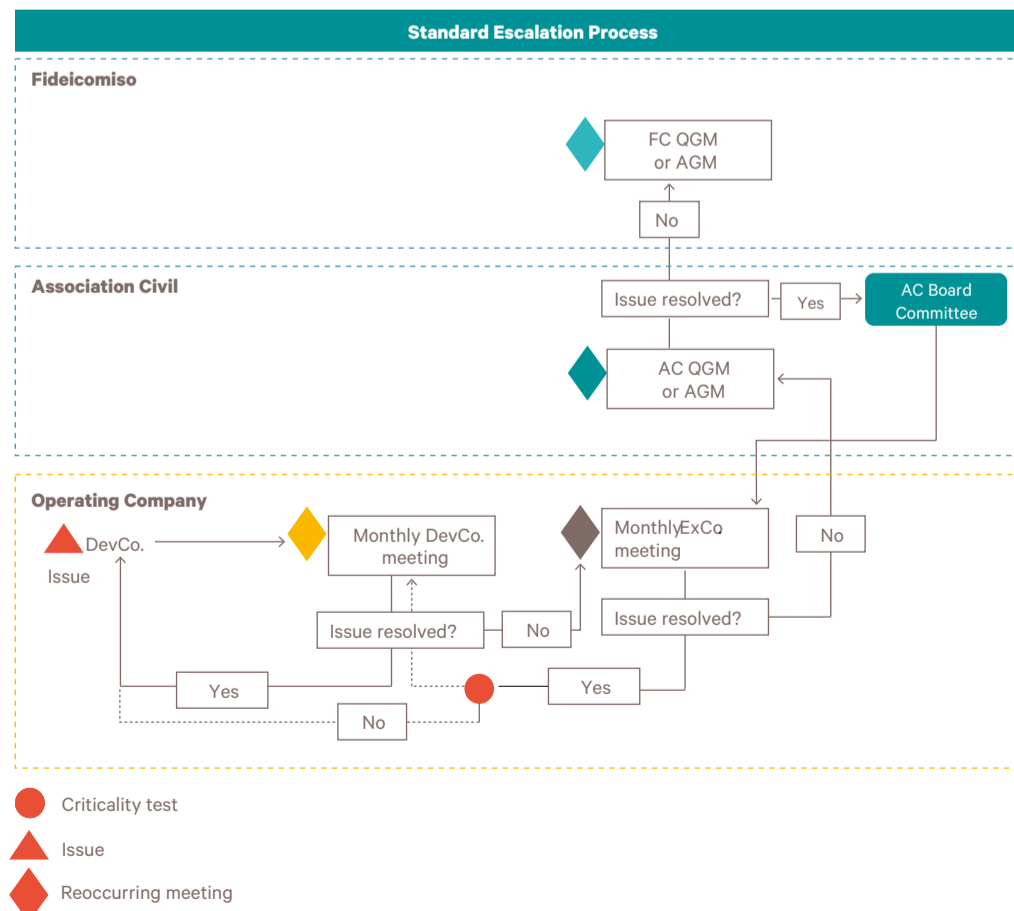 Standard Escalation Process
Fideicomiso
FC QGM
or AGM
No
Association Civil
Issue resolved?
Yes
AC Board
Committee
AC QGM
or AGM
Operating Company
DevCo.
Issue
Monthly DevCo.
meeting
MonthlyExCo.
meeting
No
Issue resolved?
No
Issue resolved?
Yes
Yes
No
Criticality test
Issue
Reoccurring meeting